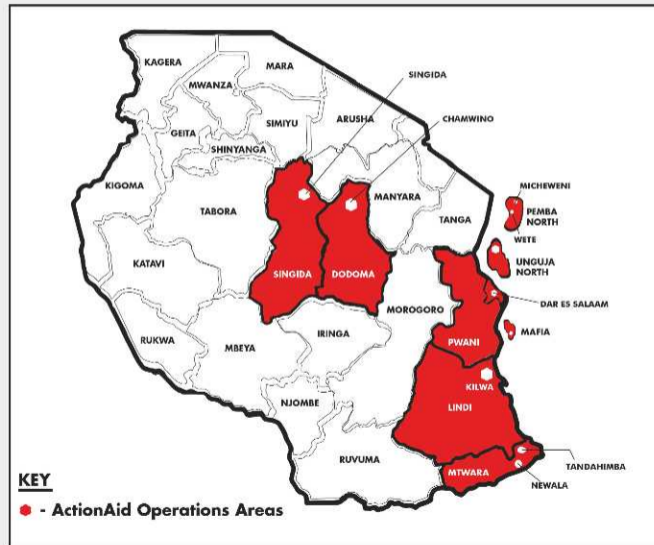 KAGERA
MARA
SINGIDA
MWANZA
CHAMWINO
GEITA
SIMIYU
ARUSHA
SHINYANGA
KIGOMA
MICHEWENI
TABORA
MANYARA
PEMBA
NORTH
TANGA
WETE
KATAVI
UNGUJA
NORTH
SINGIDA
DODOMA
DAR ES SALAAM
MOROGORO
RUKWA
MBEYA
IRINGA
PWANI
MAFIA
KILWA
NJOMBE
LINDI
RUVUMA
MTWARA
TANDAHIMBA
NEWALA
KEY
- ActionAid Operations Areas